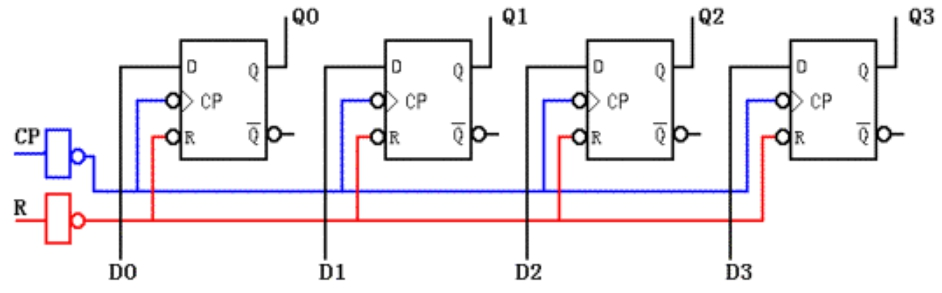 Q0 Q1 Q2 Q3
D Q D Q D Q D Q
CP CP CP CP
CP R Q̅ R Q̅ R Q̅ R Q̅
R
D0 D1 D2 D3